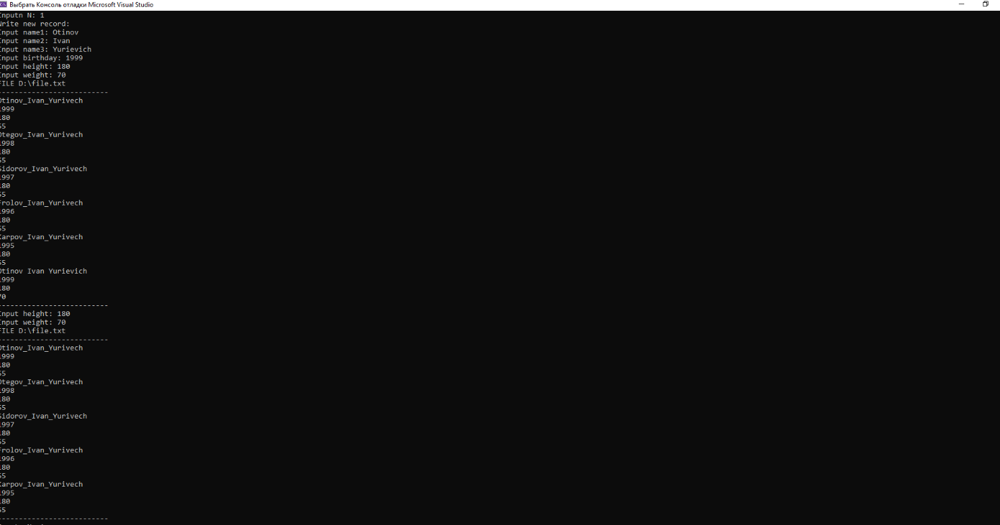 Выбрать Консоль отладки Microsoft Visual Studio
Inputn N: 1
Write new record:
Input name1: Otinov
Input name2: Ivan
Input name3: Yurievich
Input birthday: 1999
Input height: 180
Input weight: 70
FILE D:\file.txt
--------------------------
Otinov_Ivan_Yurivech
1999
180
55
Otegov_Ivan_Yurivech
1998
180
55
Sidorov_Ivan_Yurivech
1997
180
55
Frolov_Ivan_Yurivech
1996
180
55
Karpov_Ivan_Yurivech
1995
180
55
Otinov Ivan Yurievich
1999
180
70
--------------------------
Input height: 180
Input weight: 70
FILE D:\file.txt
--------------------------
Otinov_Ivan_Yurivech
1999
180
55
Otegov_Ivan_Yurivech
1998
180
55
Sidorov_Ivan_Yurivech
1997
180
55
Frolov_Ivan_Yurivech
1996
180
55
Karpov_Ivan_Yurivech
1995
180
55
--------------------------